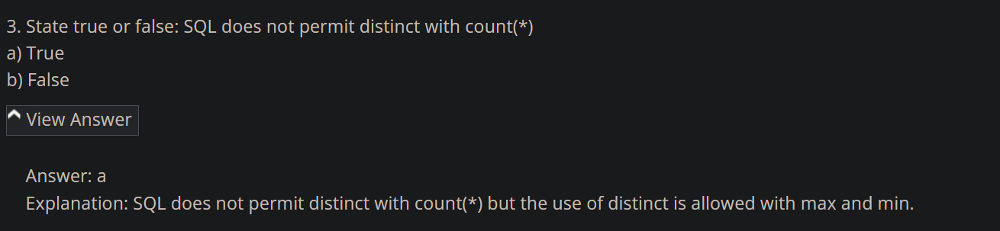 3. State true or false: SQL does not permit distinct with count(*)
a) True
b) False
View Answer
Answer: a
Explanation: SQL does not permit distinct with count(*) but the use of distinct is allowed with max and min.